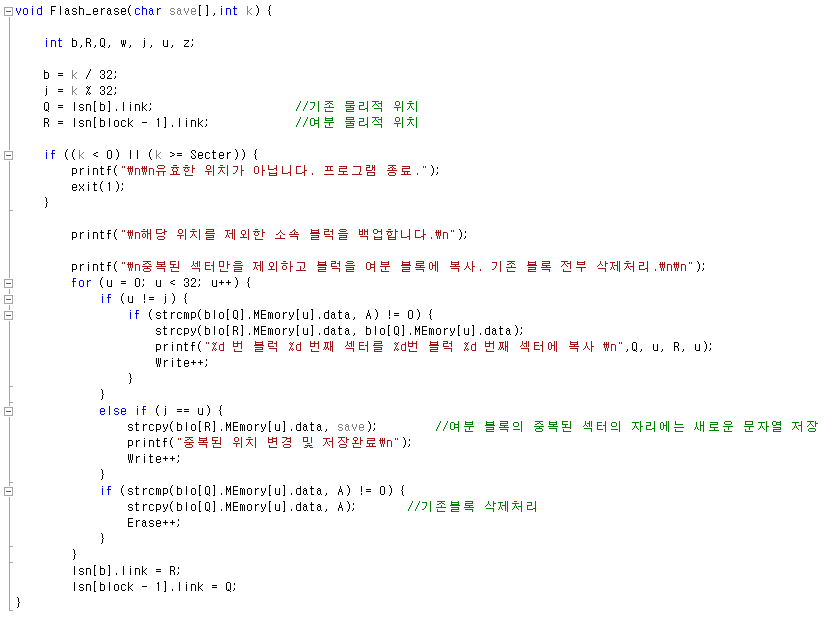 void Flash_erase(char save[],int k) {
int b,R,Q, w, j, u, z;
b = k / 32;
j = k % 32;
Q = lsn[b].link; //기존 물리적 위치
R = lsn[block - 1].link; //여분 물리적 위치
if ((k < 0) || (k >= Secter)) {
printf("₩n₩n유효한 위치가 아닙니다. 프로그램 종료.");
exit(1);
}
printf("₩n해당 위치를 제외한 소속 블럭을 백업합니다.₩n");
printf("₩n중복된 섹터만을 제외하고 블럭을 여분 블록에 복사. 기존 블록 전부 삭제처리.₩n₩n");
for (u = 0; u < 32; u++) {
if (u != j) {
if (strcmp(blo[Q].MEmory[u].data, A) != 0) {
strcpy(blo[R].MEmory[u].data, blo[Q].MEmory[u].data);
printf("%d 번 블럭 %d 번째 섹터를 %d번 블럭 %d 번째 섹터에 복사 ₩n",Q, u, R, u);
Write++;
}
}
else if (j == u) {
strcpy(blo[R].MEmory[u].data, save); //여분 블록의 중복된 섹터의 자리에는 새로운 문자열 저장
printf("중복된 위치 변경 및 저장완료₩n");
Write++;
}
if (strcmp(blo[Q].MEmory[u].data, A) != 0) {
strcpy(blo[Q].MEmory[u].data, A); //기존블록 삭제처리
Erase++;
}
}
lsn[b].link = R;
lsn[block - 1].link = Q;
}